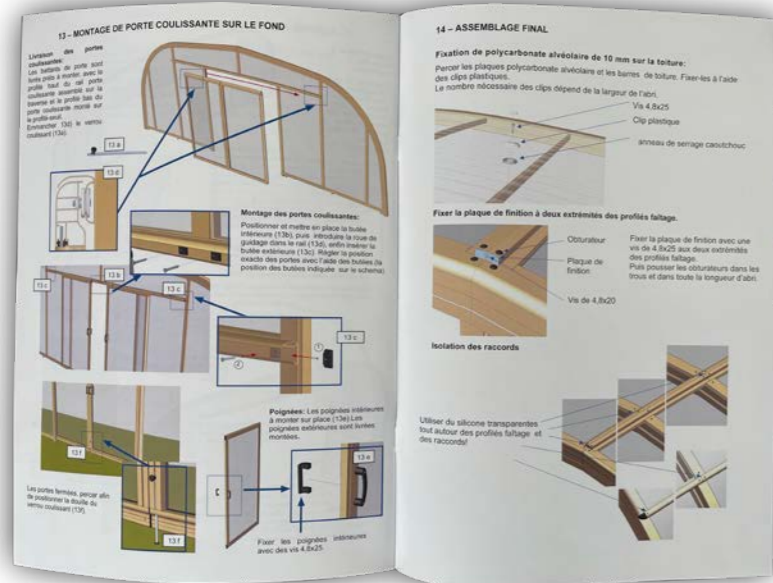 13 – MONTAGE DE PORTE COULISSANTE SUR LE FOND
Livraison des portes
coulissantes:
Les battants de porte sont
livrés prêts à monter, avec le
profilé haut du rail porte
coulissante assemblé sur la
traverse et le profilé bas du
porte coulissante monté sur
le profilé-seuil.
Emmancher 13d) le verrou
coulissant (13a).
13 a
13 d
Montage des portes coulissantes:
Positionner et mettre en place la butée
intérieure (13b), puis introduire la roue de
guidage dans le rail (13d), enfin insérer la
butée extérieure (13c) Régler la position
exacte des portes avec l'aide des butées (la
position des butées indiquée sur le schema)
13 c
13 b
13 c
13 c
1
2
Poignées: Les poignées intérieures
à monter sur place (13e) Les
poignées extérieures sont livrées
montées.
13 f
13 e
Les portes fermées, percer afin
de positionner la douille du
verrou coulissant (13f).
13 f
Fixer les poignées intérieures
avec des vis 4.8x25
14 – ASSEMBLAGE FINAL
Fixation de polycarbonate alvéolaire de 10 mm sur la toiture:
Percer les plaques polycarbonate alvéolaire et les barres de toiture. Fixer-les à l'aide
des clips plastiques.
Le nombre nécessaire des clips dépend de la largeur de l'abri.
Vis 4,8x25
Clip plastique
anneau de serrage caoutchouc
Fixer la plaque de finition à deux extrémités des profilés faîtage.
Obturateur
Plaque de
finition
Vis de 4,8x20
Fixer la plaque de finition avec une
vis de 4.8x25 aux deux extrémités
des profilés faîtage.
Puis pousser les obturateurs dans les
trous et dans toute la longueur d'abri.
Isolation des raccords
Utiliser du silicone transparentes
tout autour des profilés faîtage et
des raccords!